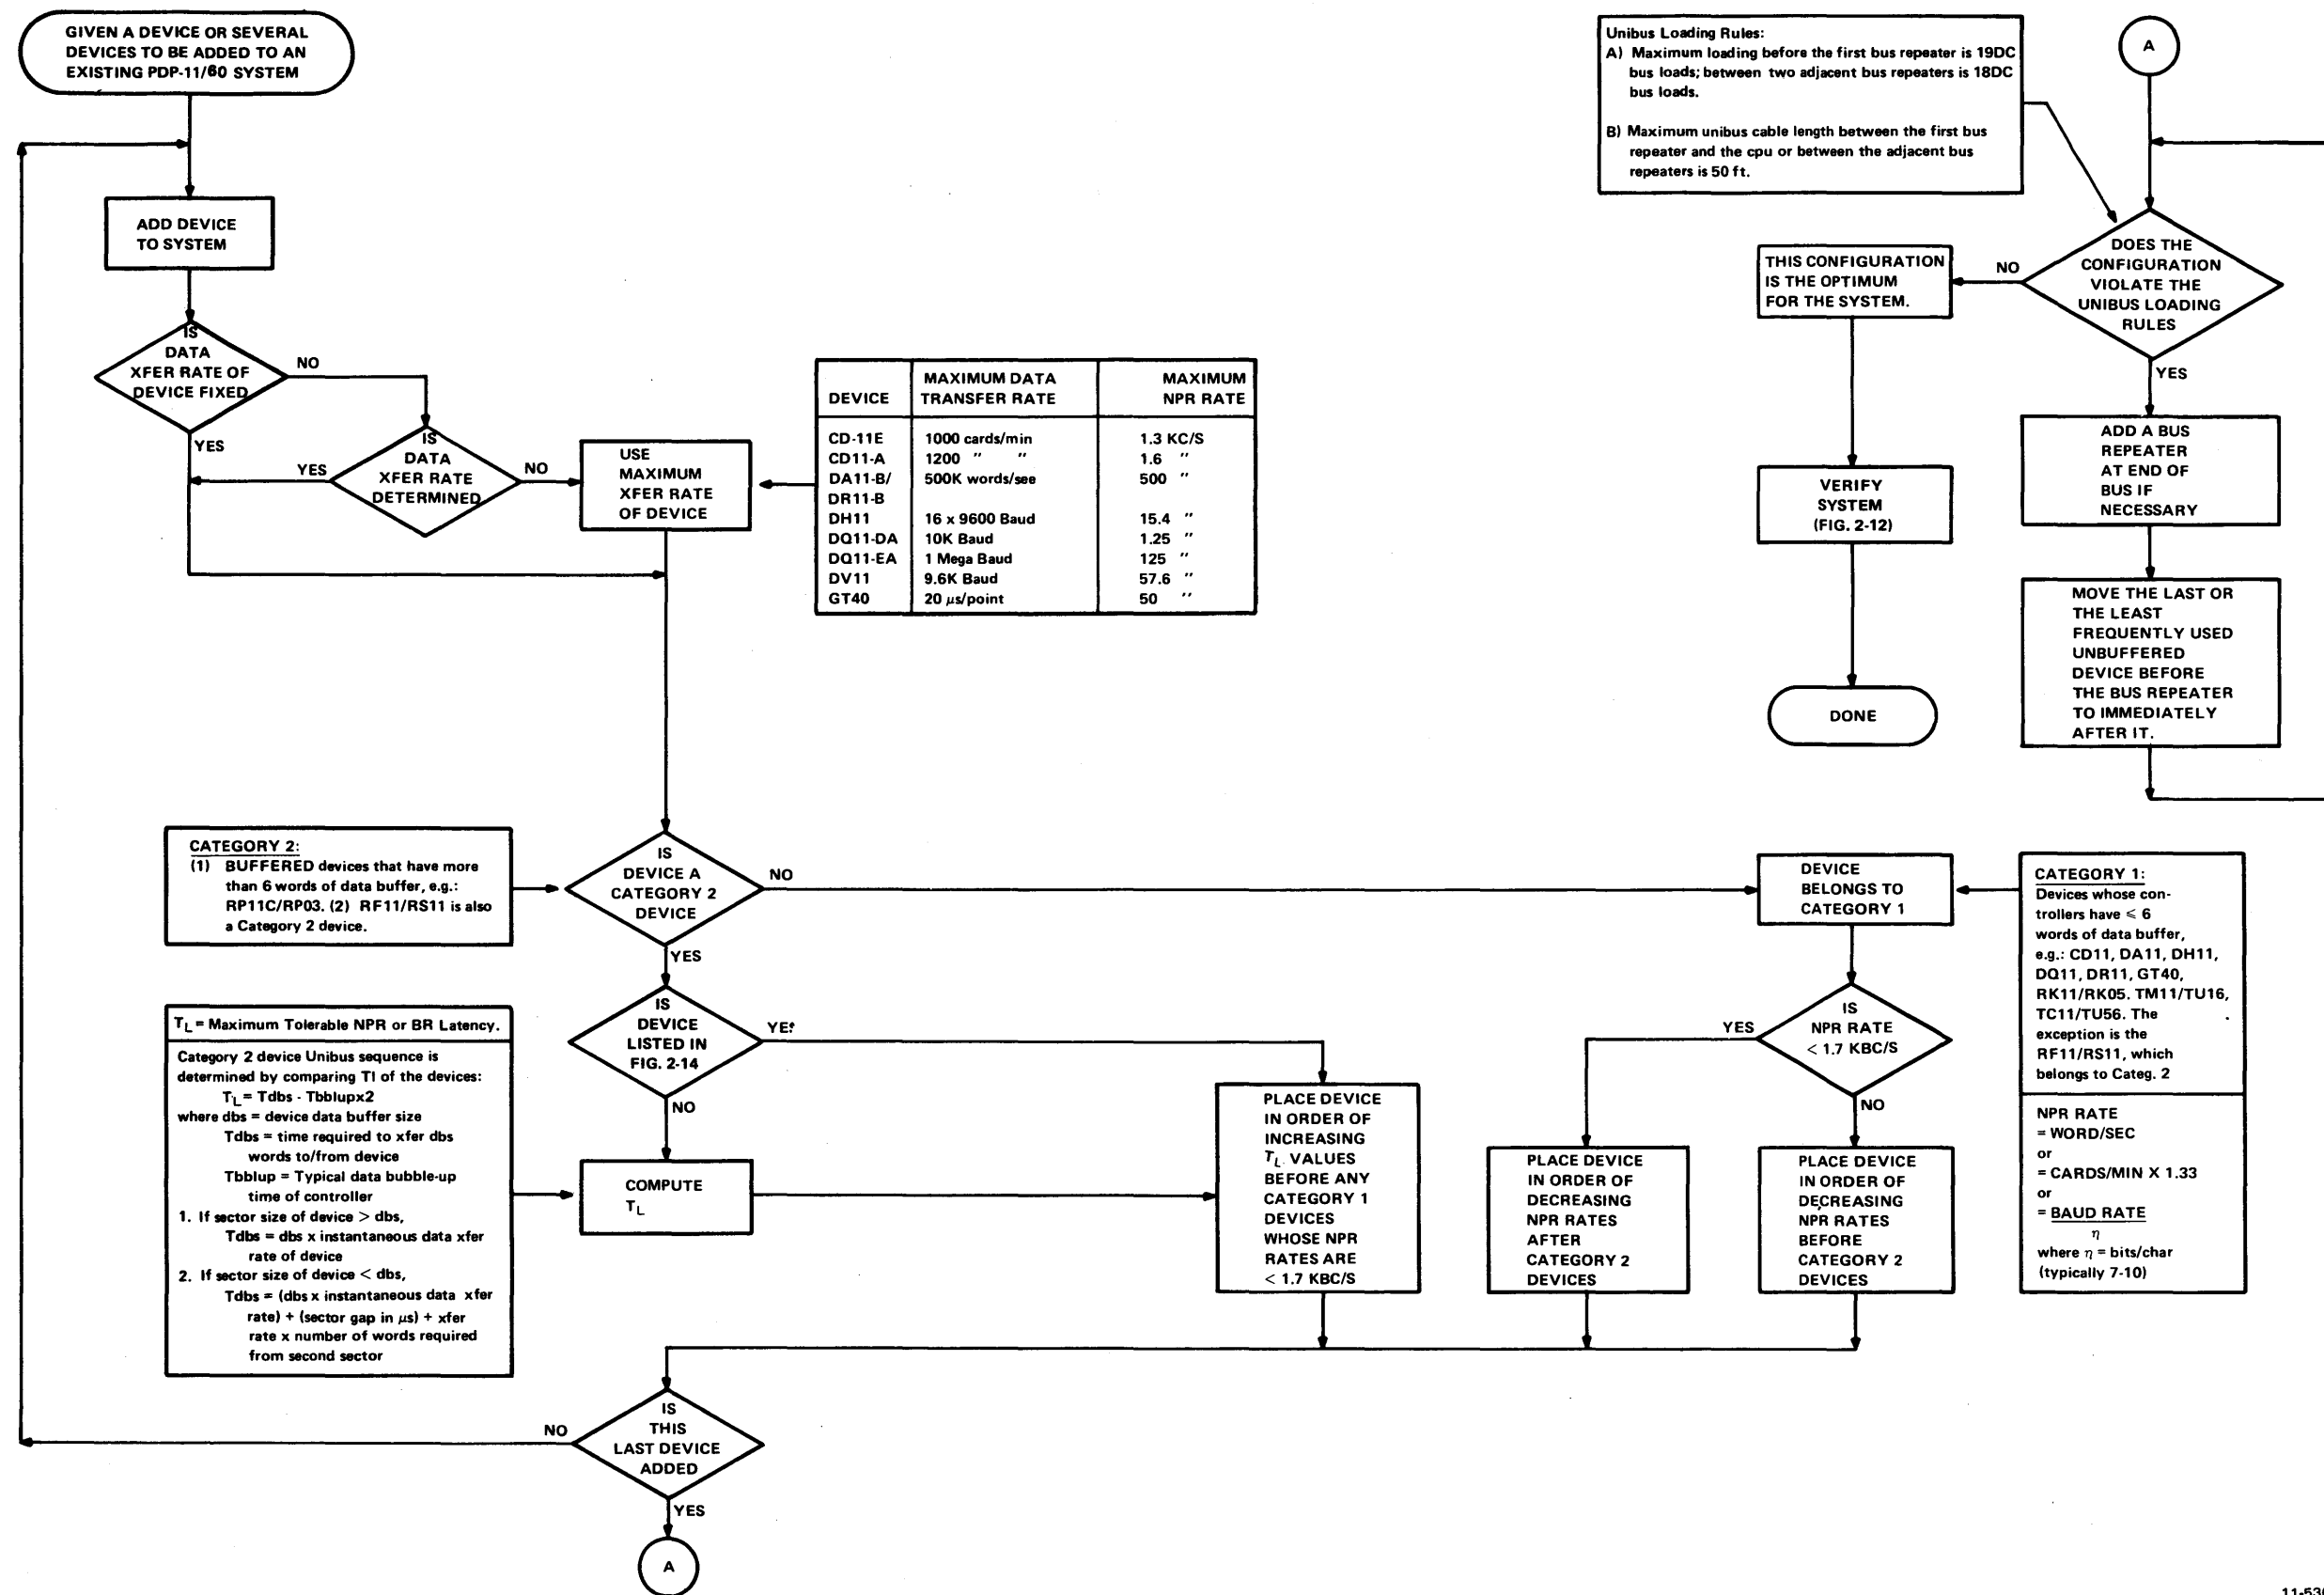 GIVEN A DEVICE OR SEVERAL
DEVICES TO BE ADDED TO AN
EXISTING PDP-11/60 SYSTEM
ADD DEVICE
TO SYSTEM
IS
DATA
XFER RATE OF
DEVICE FIXED
NO
YES
IS
DATA
XFER RATE
DETERMINED
YES
NO
USE
MAXIMUM
XFER RATE
OF DEVICE
DEVICE MAXIMUM DATA TRANSFER RATE MAXIMUM NPR RATE
CD-11E 1000 cards/min 1.3 KC/S
CD11-A 1200 " " 1.6 "
DA11-B/ 500K words/see 500 "
DR11-B
DH11 16 x 9600 Baud 15.4 "
DQ11-DA 10K Baud 1.25 "
DQ11-EA 1 Mega Baud 125 "
DV11 9.6K Baud 57.6 "
GT40 20 μs/point 50 "
CATEGORY 2:
(1) BUFFERED devices that have more
than 6 words of data buffer, e.g.:
RP11C/RP03. (2) RF11/RS11 is also
a Category 2 device.
IS
DEVICE A
CATEGORY 2
DEVICE
NO
YES
IS
DEVICE
LISTED IN
FIG. 2-14
YES
NO
TL = Maximum Tolerable NPR or BR Latency.
Category 2 device Unibus sequence is
determined by comparing Tl of the devices:
TL = Tdbs - Tbblupx2
where dbs = device data buffer size
Tdbs = time required to xfer dbs
words to/from device
Tbblup = Typical data bubble-up
time of controller
1. If sector size of device > dbs,
Tdbs = dbs x instantaneous data xfer
rate of device
2. If sector size of device < dbs,
Tdbs = (dbs x instantaneous data xfer
rate) + (sector gap in μs) + xfer
rate x number of words required
from second sector
COMPUTE
TL
PLACE DEVICE
IN ORDER OF
INCREASING
TL VALUES
BEFORE ANY
CATEGORY 1
DEVICES
WHOSE NPR
RATES ARE
< 1.7 KBC/S
DEVICE
BELONGS TO
CATEGORY 1
CATEGORY 1:
Devices whose con-
trollers have ≤ 6
words of data buffer,
e.g.: CD11, DA11, DH11,
DQ11, DR11, GT40,
RK11/RK05. TM11/TU16,
TC11/TU56. The
exception is the
RF11/RS11, which
belongs to Categ. 2
NPR RATE
= WORD/SEC
or
= CARDS/MIN X 1.33
or
= BAUD RATE
η
where η = bits/char
(typically 7-10)
IS
NPR RATE
< 1.7 KBC/S
YES
NO
PLACE DEVICE
IN ORDER OF
DECREASING
NPR RATES
AFTER
CATEGORY 2
DEVICES
PLACE DEVICE
IN ORDER OF
DECREASING
NPR RATES
BEFORE
CATEGORY 2
DEVICES
IS
THIS
LAST DEVICE
ADDED
NO
YES
A
Unibus Loading Rules:
A) Maximum loading before the first bus repeater is 19DC
bus loads; between two adjacent bus repeaters is 18DC
bus loads.
B) Maximum unibus cable length between the first bus
repeater and the cpu or between the adjacent bus
repeaters is 50 ft.
A
DOES THE
CONFIGURATION
VIOLATE THE
UNIBUS LOADING
RULES
NO
YES
THIS CONFIGURATION
IS THE OPTIMUM
FOR THE SYSTEM.
VERIFY
SYSTEM
(FIG. 2-12)
DONE
ADD A BUS
REPEATER
AT END OF
BUS IF
NECESSARY
MOVE THE LAST OR
THE LEAST
FREQUENTLY USED
UNBUFFERED
DEVICE BEFORE
THE BUS REPEATER
TO IMMEDIATELY
AFTER IT.